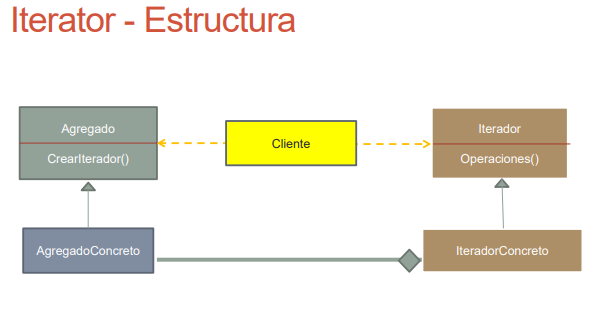 Iterator - Estructura
Agregado
CrearIterador()
Cliente
Iterador
Operaciones()
AgregadoConcreto
IteradorConcreto